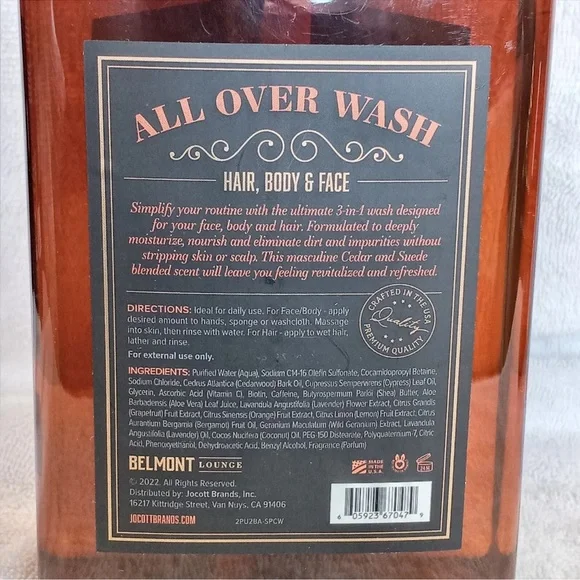 ALL OVER WASH
HAIR, BODY & FACE
Simplify your routine with the ultimate 3-in-1 wash designed
for your face, body and hair. Formulated to deeply
moisturize, nourish and eliminate dirt and impurities without
stripping skin or scalp. This masculine Cedar and Suede
blended scent will leave you feeling revitalized and refreshed.
DIRECTIONS: Ideal for daily use. For Face/Body - apply
desired amount to hands, sponge or washcloth. Massage
into skin, then rinse with water. For Hair - apply to wet hair,
lather and rinse.
For external use only.
CRAFTED IN THE USA
Quality
PREMIUM QUALITY
INGREDIENTS: Purified Water (Aqua), Sodium C14-16 Olefin Sulfonate, Cocamidopropyl Betaine,
Sodium Chloride, Cedrus Atlantica (Cedarwood) Bark Oil, Cupressus Sempervirens (Cypress) Leaf Oil,
Glycerin, Ascorbic Acid (Vitamin C), Biotin, Caffeine, Butyrospermum Parkii (Shea) Butter, Aloe
Barbadensis (Aloe Vera) Leaf Juice, Lavandula Angustifolia (Lavender) Flower Extract, Citrus Grandis
(Grapefruit) Fruit Extract, Citrus Sinensis (Orange) Fruit Extract, Citrus Limon (Lemon) Fruit Extract, Citrus
Aurantium Bergamia (Bergamot) Fruit Oil, Geranium Maculatum (Wild Geranium) Extract, Lavandula
Angustifolia (Lavender) Oil, Cocos Nucifera (Coconut) Oil, PEG-150 Distearate, Polyquaternium-7, Citric
Acid, Phenoxyethanol, Dehydroacetic Acid, Benzyl Alcohol, Fragrance (Parfum)
BELMONT LOUNGE
MADE IN THE U.S.A.
24 M
© 2022. All Rights Reserved.
Distributed by: Jocott Brands, Inc.
16217 Kittridge Street, Van Nuys, CA 91406
JOCOTTBRANDS.COM
2PU2BA-SPCW
6 05923 67047 9